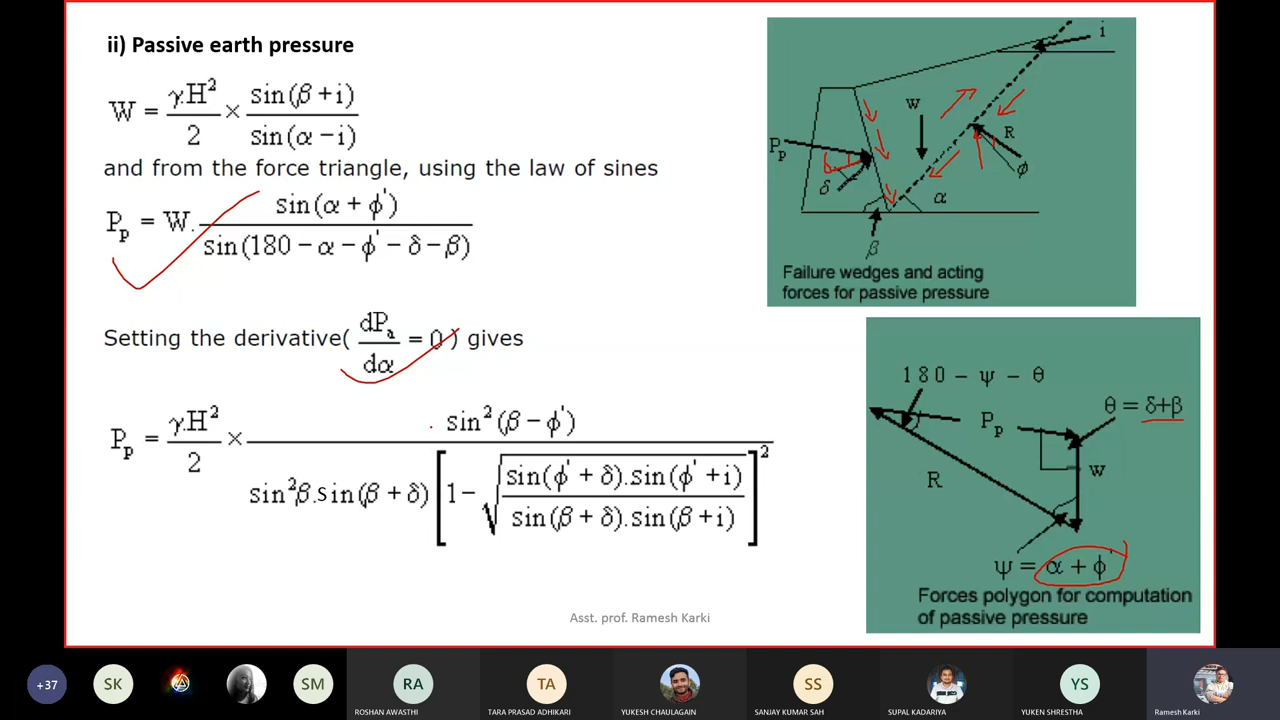 ii) Passive earth pressure
W = γH²/2 × sin(β + i)/sin(α − i)
and from the force triangle, using the law of sines
Pp = W. sin(α + ϕ')/sin(180 − α − ϕ' − δ − β)
Setting the derivative( dPa/dα = 0 ) gives
Pp = γH²/2 × sin²(β − ϕ')/sin²β.sin(β + δ)[1 − √(sin(ϕ' + δ).sin(ϕ' + i)/sin(β + δ).sin(β + i))]²
Asst. prof. Ramesh Karki
i
W
Pp
R
δ
ϕ
α
β
Failure wedges and acting
forces for passive pressure
180 − ψ − θ
θ = δ+β
Pp
W
R
ψ = α + ϕ'
Forces polygon for computation
of passive pressure
+37
SK
SM
RA
TA
SS
YS
ROSHAN AWASTHI
TARA PRASAD ADHIKARI
YUKESH CHAULAGAIN
SANJAY KUMAR SAH
SUPAL KADARIYA
YUKEN SHRESTHA
Ramesh Karki